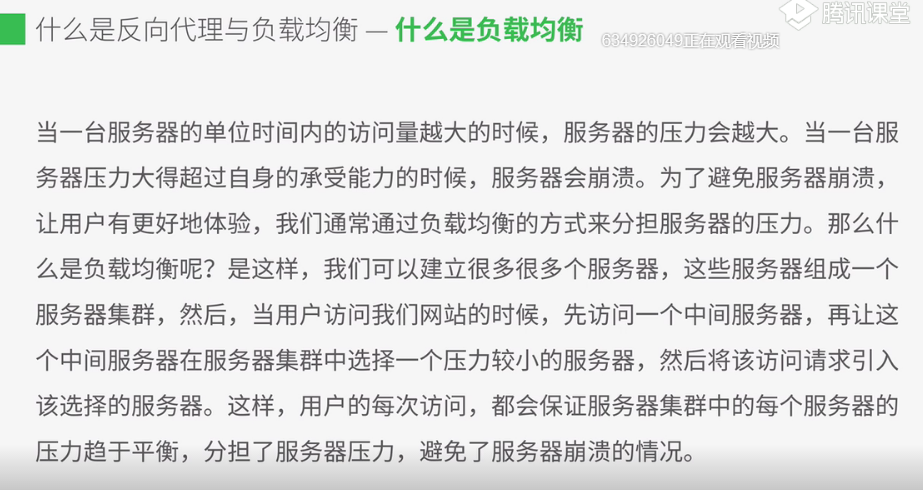 什么是反向代理与负载均衡 — 什么是负载均衡
腾讯课堂
634926049正在观看视频
当一台服务器的单位时间内的访问量越大的时候，服务器的压力会越大。当一台服
务器压力大得超过自身的承受能力的时候，服务器会崩溃。为了避免服务器崩溃，
让用户有更好地体验，我们通常通过负载均衡的方式来分担服务器的压力。那么什
么是负载均衡呢？是这样，我们可以建立很多很多个服务器，这些服务器组成一个
服务器集群，然后，当用户访问我们网站的时候，先访问一个中间服务器，再让这
个中间服务器在服务器集群中选择一个压力较小的服务器，然后将该访问请求引入
该选择的服务器。这样，用户的每次访问，都会保证服务器集群中的每个服务器的
压力趋于平衡，分担了服务器压力，避免了服务器崩溃的情况。